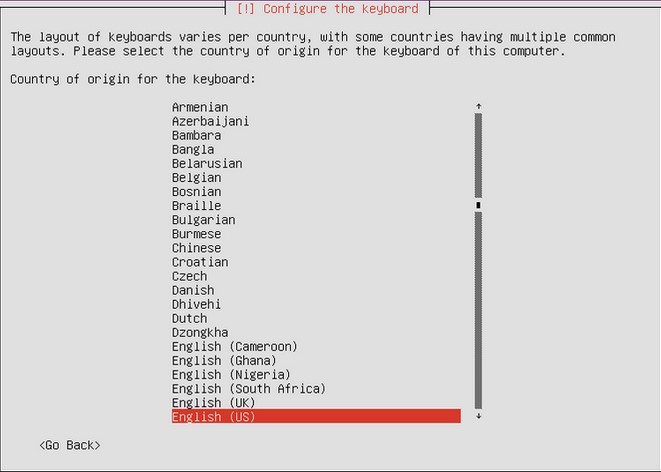 [!] Configure the keyboard
The layout of keyboards varies per country, with some countries having multiple common
layouts. Please select the country of origin for the keyboard of this computer.
Country of origin for the keyboard:
Armenian
Azerbaijani
Bambara
Bangla
Belarusian
Belgian
Bosnian
Braille
Bulgarian
Burmese
Chinese
Croatian
Czech
Danish
Dhivehi
Dutch
Dzongkha
English (Cameroon)
English (Ghana)
English (Nigeria)
English (South Africa)
English (UK)
English (US)
<Go Back>